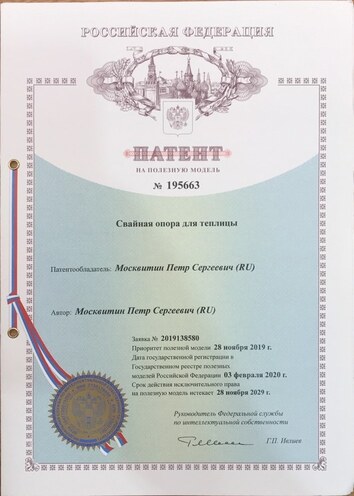 РОССИЙСКАЯ ФЕДЕРАЦИЯ
ПАТЕНТ
НА ПОЛЕЗНУЮ МОДЕЛЬ
№ 195663
Свайная опора для теплицы
Патентообладатель: Москвитин Петр Сергеевич (RU)
Автор: Москвитин Петр Сергеевич (RU)
Заявка № 2019138580
Приоритет полезной модели 28 ноября 2019 г.
Дата государственной регистрации в
Государственном реестре полезных
моделей Российской Федерации 03 февраля 2020 г.
Срок действия исключительного права
на полезную модель истекает 28 ноября 2029 г.
Руководитель Федеральной службы
по интеллектуальной собственности
Г.П. Ивлиев